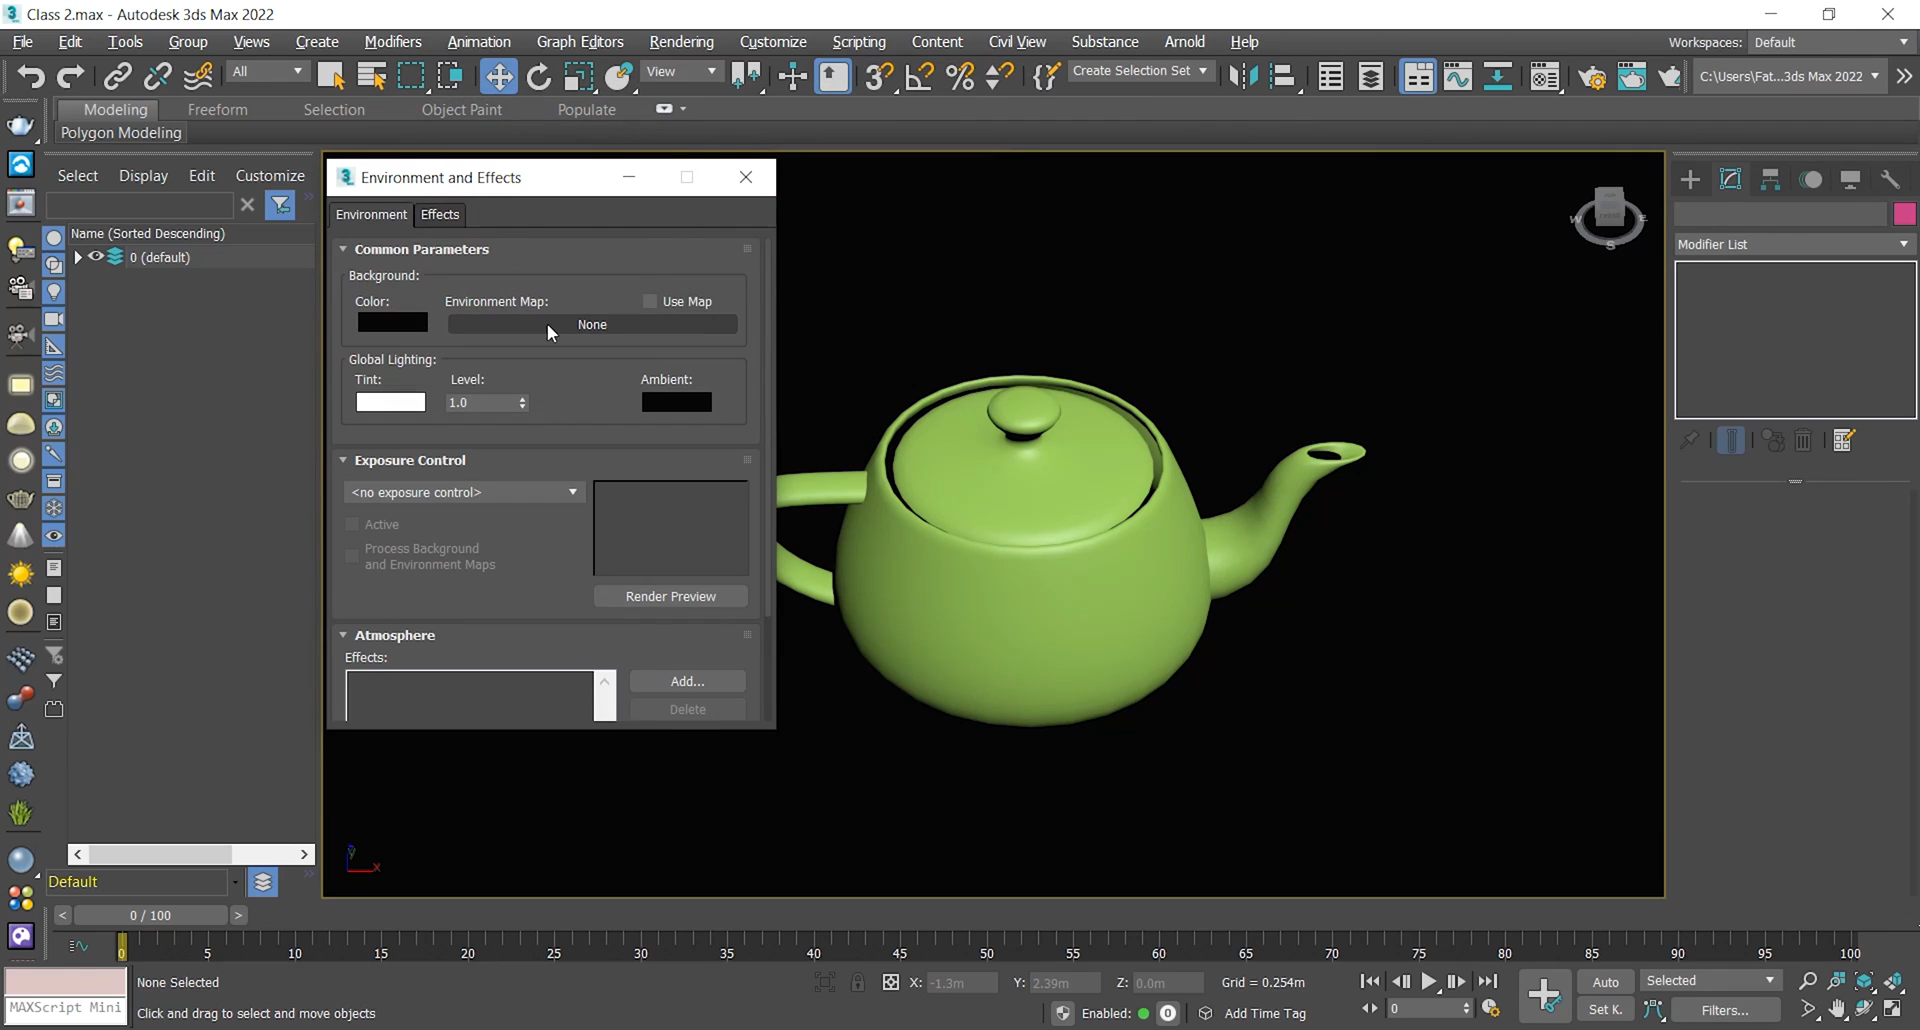 Class 2.max - Autodesk 3ds Max 2022
File Edit Tools Group Views Create Modifiers Animation Graph Editors Rendering Customize Scripting Content Civil View Substance Arnold Help Workspaces: Default
All View Create Selection Set C:\Users\Fat...3ds Max 2022
Modeling Freeform Selection Object Paint Populate
Polygon Modeling
Select Display Edit Customize
Name (Sorted Descending)
0 (default)
Environment and Effects
Environment Effects
Common Parameters
Background:
Color: Environment Map: Use Map
None
Global Lighting:
Tint: Level: Ambient:
1.0
Exposure Control
<no exposure control>
Active
Process Background
and Environment Maps
Render Preview
Atmosphere
Effects:
Add...
Delete
W E
S
Modifier List
y
x
Default
0 / 100
0 5 10 15 20 25 30 35 40 45 50 55 60 65 70 75 80 85 90 95 100
None Selected X: -1.3m Y: 2.39m Z: 0.0m Grid = 0.254m Auto Selected
MAXScript Mini Click and drag to select and move objects Enabled: 0 Add Time Tag 0 Set K. Filters...